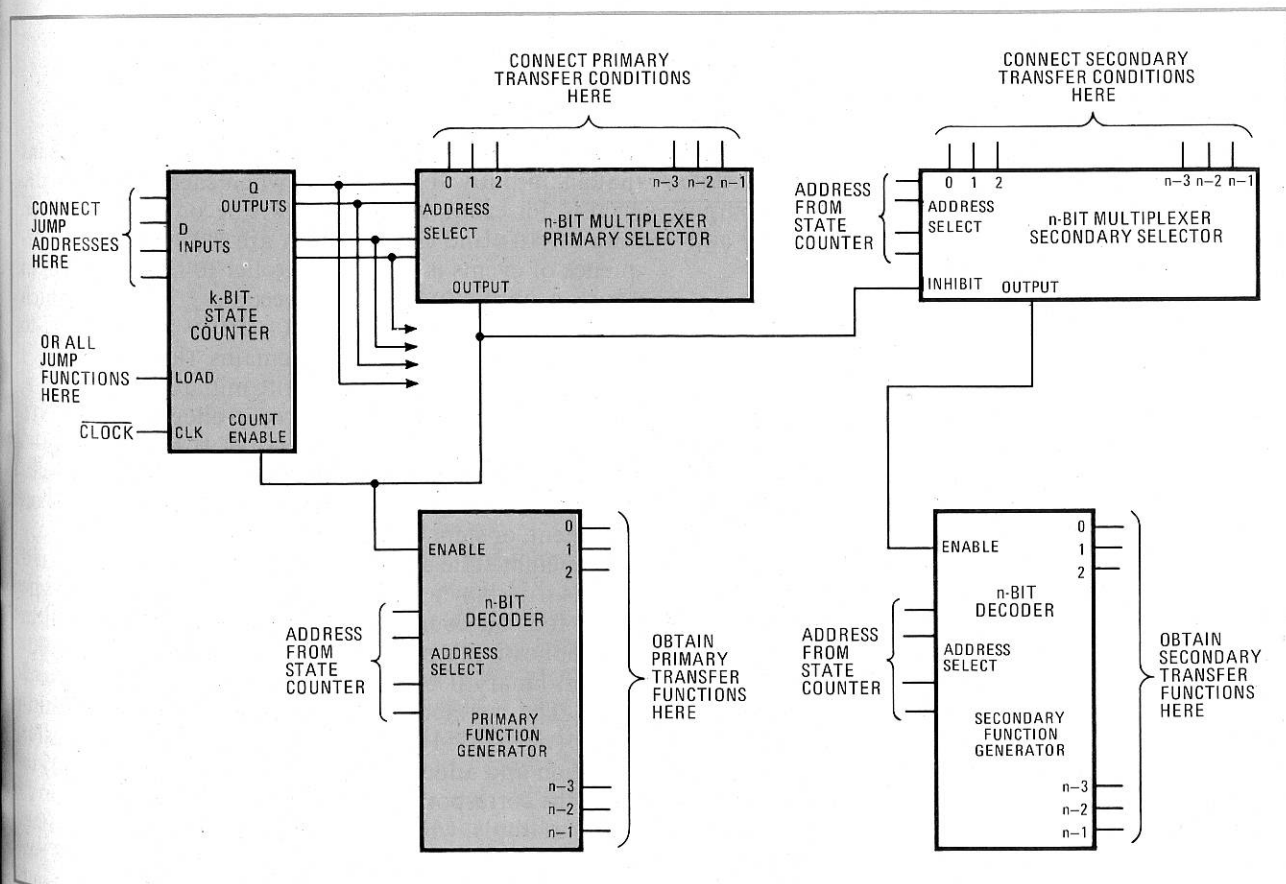 CONNECT PRIMARY
TRANSFER CONDITIONS
HERE
0 1 2 n–3 n–2 n–1
ADDRESS
SELECT
n-BIT MULTIPLEXER
PRIMARY SELECTOR
OUTPUT
CONNECT SECONDARY
TRANSFER CONDITIONS
HERE
ADDRESS
FROM
STATE
COUNTER
0 1 2 n–3 n–2 n–1
ADDRESS
SELECT
n-BIT MULTIPLEXER
SECONDARY SELECTOR
INHIBIT
OUTPUT
CONNECT
JUMP
ADDRESSES
HERE
Q
OUTPUTS
D
INPUTS
k-BIT
STATE
COUNTER
OR ALL
JUMP
FUNCTIONS
HERE
LOAD
CLOCK
CLK
COUNT
ENABLE
ENABLE
0
1
2
n-BIT
DECODER
ADDRESS
FROM
STATE
COUNTER
ADDRESS
SELECT
PRIMARY
FUNCTION
GENERATOR
n–3
n–2
n–1
OBTAIN
PRIMARY
TRANSFER
FUNCTIONS
HERE
ENABLE
0
1
2
n-BIT
DECODER
ADDRESS
FROM
STATE
COUNTER
ADDRESS
SELECT
SECONDARY
FUNCTION
GENERATOR
n–3
n–2
n–1
OBTAIN
SECONDARY
TRANSFER
FUNCTIONS
HERE